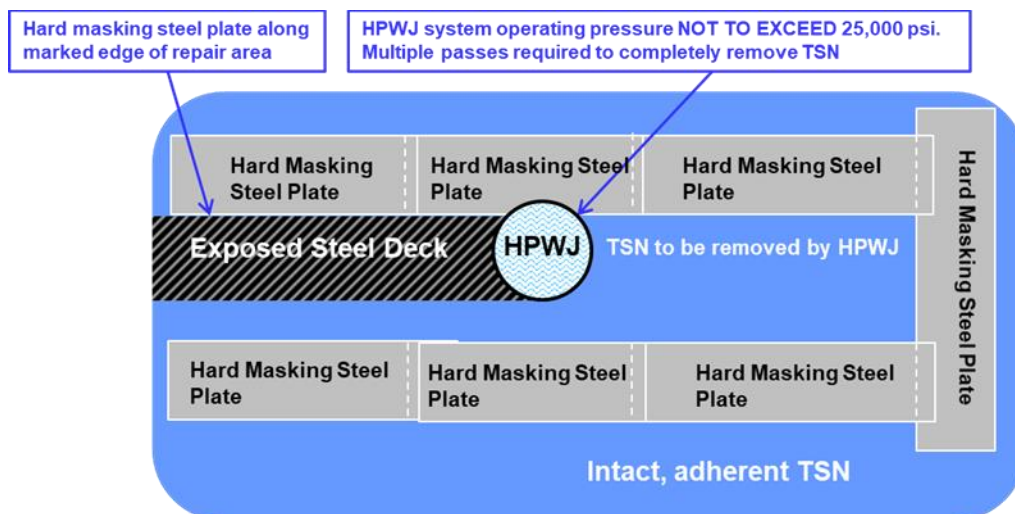 Hard masking steel plate along
marked edge of repair area
HPWJ system operating pressure NOT TO EXCEED 25,000 psi.
Multiple passes required to completely remove TSN
Hard Masking
Steel Plate
Hard Masking Steel
Plate
Hard Masking Steel
Plate
Hard Masking Steel Plate
Exposed Steel Deck
HPWJ
TSN to be removed by HPWJ
Hard Masking Steel
Plate
Hard Masking Steel
Plate
Hard Masking Steel
Plate
Intact, adherent TSN